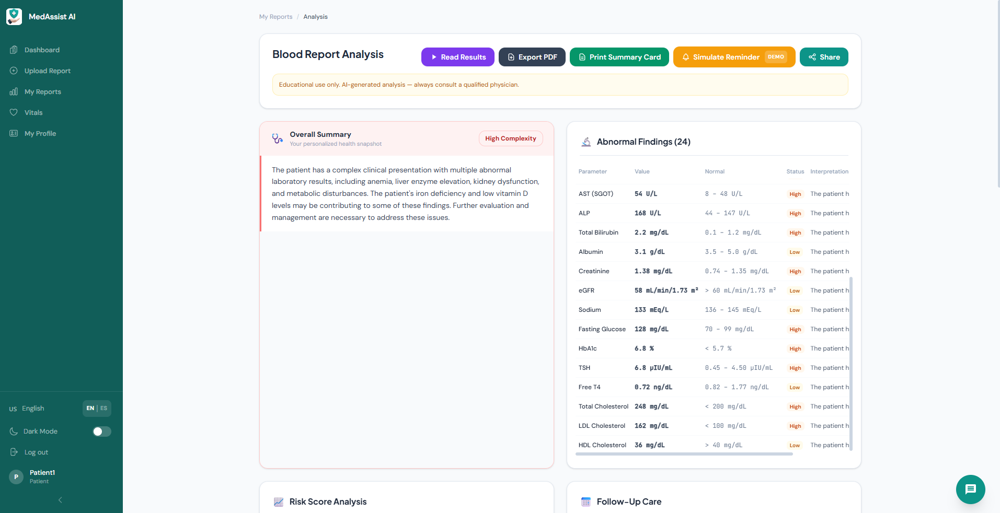 MedAssist AI
Dashboard
Upload Report
My Reports
Vitals
My Profile
US English EN | ES
Dark Mode
Log out
P
Patient1
Patient
My Reports / Analysis
Blood Report Analysis
Read Results
Export PDF
Print Summary Card
Simulate Reminder DEMO
Share
Educational use only. AI-generated analysis — always consult a qualified physician.
Overall Summary
Your personalized health snapshot
High Complexity
The patient has a complex clinical presentation with multiple abnormal
laboratory results, including anemia, liver enzyme elevation, kidney dysfunction,
and metabolic disturbances. The patient's iron deficiency and low vitamin D
levels may be contributing to some of these findings. Further evaluation and
management are necessary to address these issues.
Abnormal Findings (24)
Parameter Value Normal Status Interpretation
AST (SGOT) 54 U/L 8 – 48 U/L High The patient h
ALP 168 U/L 44 – 147 U/L High The patient h
Total Bilirubin 2.2 mg/dL 0.1 – 1.2 mg/dL High The patient h
Albumin 3.1 g/dL 3.5 – 5.0 g/dL Low The patient h
Creatinine 1.38 mg/dL 0.74 – 1.35 mg/dL High The patient h
eGFR 58 mL/min/1.73 m² > 60 mL/min/1.73 m² Low The patient h
Sodium 133 mEq/L 136 – 145 mEq/L Low The patient h
Fasting Glucose 128 mg/dL 70 – 99 mg/dL High The patient h
HbA1c 6.8 % < 5.7 % High The patient h
TSH 6.8 µIU/mL 0.45 – 4.50 µIU/mL High The patient h
Free T4 0.72 ng/dL 0.82 – 1.77 ng/dL Low The patient h
Total Cholesterol 248 mg/dL < 200 mg/dL High The patient h
LDL Cholesterol 162 mg/dL < 100 mg/dL High The patient h
HDL Cholesterol 36 mg/dL > 40 mg/dL Low The patient h
Risk Score Analysis
Follow-Up Care